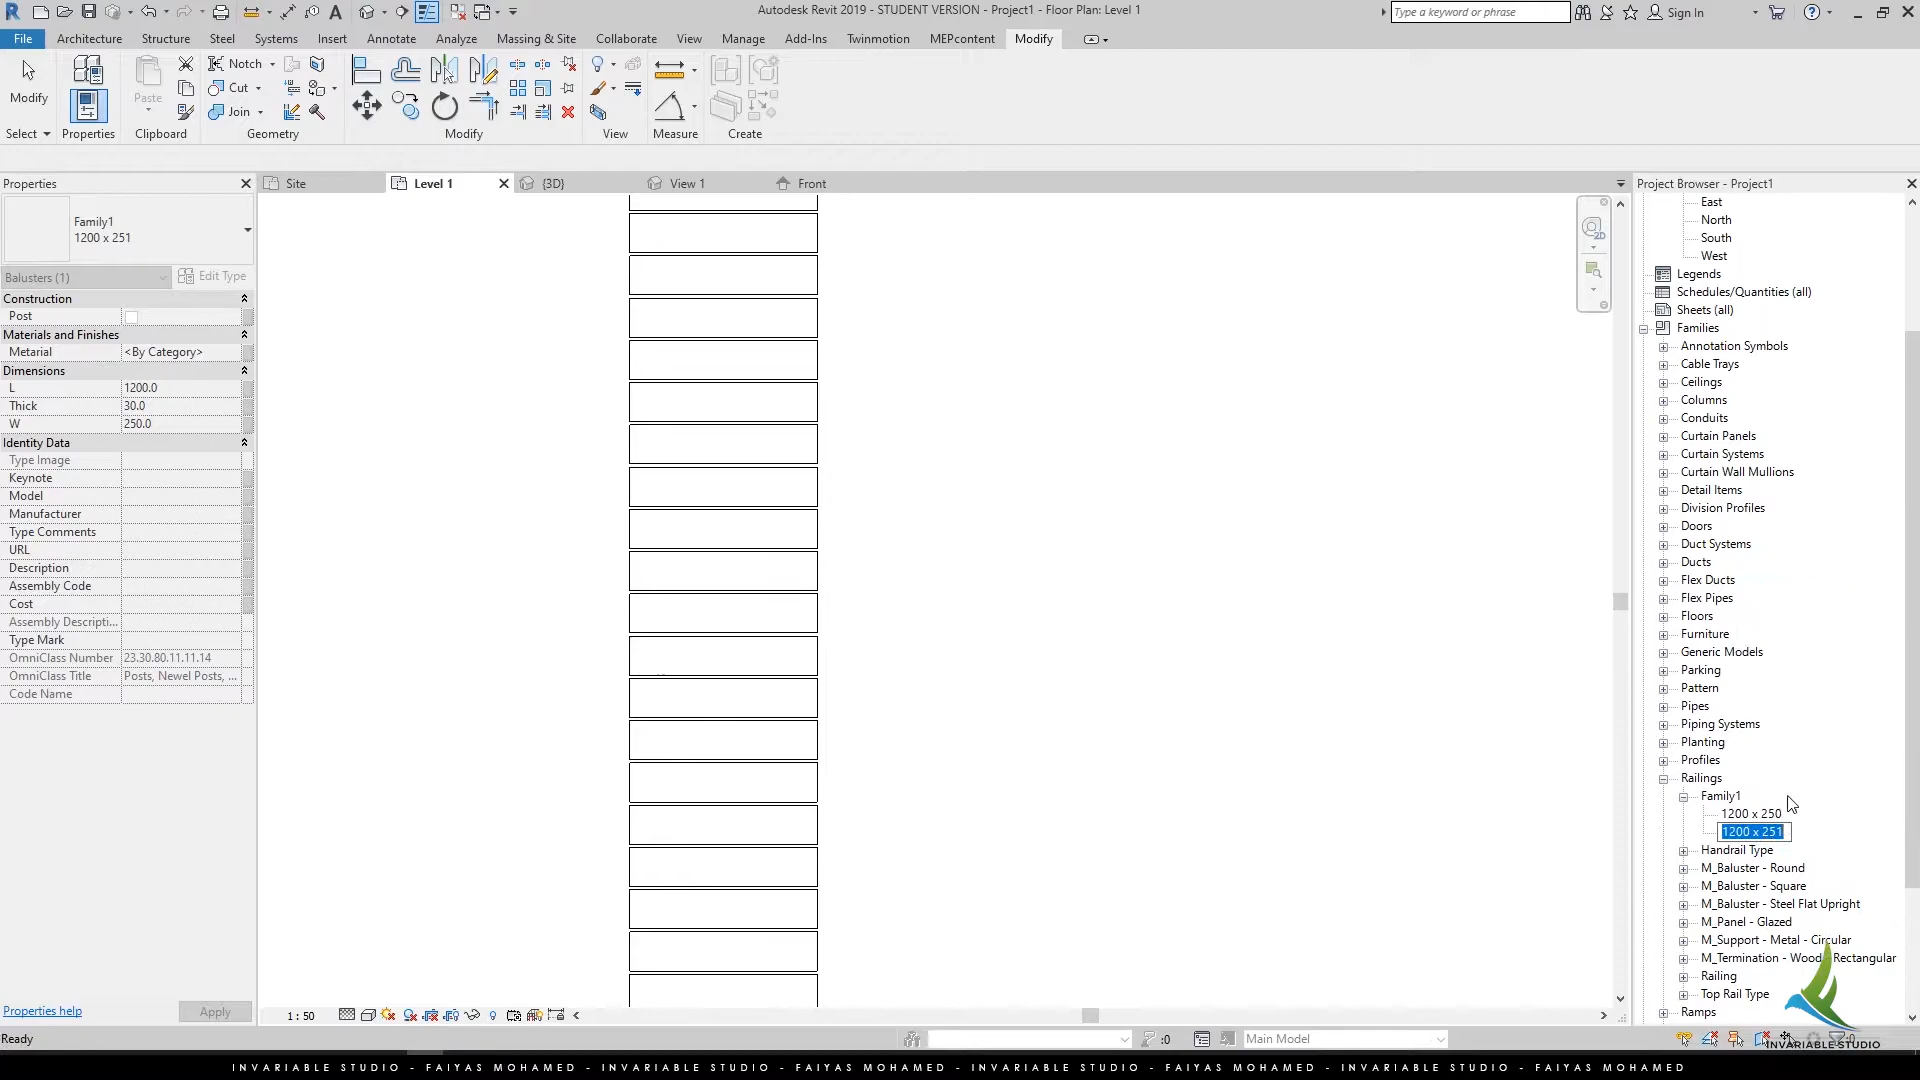 Autodesk Revit 2019 - STUDENT VERSION - Project1 - Floor Plan: Level 1
Type a keyword or phrase
Sign In
File Architecture Structure Steel Systems Insert Annotate Analyze Massing & Site Collaborate View Manage Add-Ins Twinmotion MEPcontent Modify
Modify
Paste
Notch
Cut
Join
Select Properties Clipboard Geometry Modify View Measure Create
Properties
Site
Level 1
{3D}
View 1
Front
Project Browser - Project1
Family1
1200 x 251
Balusters (1)
Edit Type
Construction
Post
Materials and Finishes
Metarial <By Category>
Dimensions
L 1200.0
Thick 30.0
W 250.0
Identity Data
Type Image
Keynote
Model
Manufacturer
Type Comments
URL
Description
Assembly Code
Cost
Assembly Descripti...
Type Mark
OmniClass Number 23.30.80.11.11.14
OmniClass Title Posts, Newel Posts, ...
Code Name
Properties help
Apply
2D
East
North
South
West
Legends
Schedules/Quantities (all)
Sheets (all)
Families
Annotation Symbols
Cable Trays
Ceilings
Columns
Conduits
Curtain Panels
Curtain Systems
Curtain Wall Mullions
Detail Items
Division Profiles
Doors
Duct Systems
Ducts
Flex Ducts
Flex Pipes
Floors
Furniture
Generic Models
Parking
Pattern
Pipes
Piping Systems
Planting
Profiles
Railings
Family1
1200 x 250
1200 x 251
Handrail Type
M_Baluster - Round
M_Baluster - Square
M_Baluster - Steel Flat Upright
M_Panel - Glazed
M_Support - Metal - Circular
M_Termination - Wood - Rectangular
Railing
Top Rail Type
Ramps
1 : 50
Ready
:0
Main Model
INVARIABLE STUDIO
INVARIABLE STUDIO - FAIYAS MOHAMED - INVARIABLE STUDIO - FAIYAS MOHAMED - INVARIABLE STUDIO - FAIYAS MOHAMED - INVARIABLE STUDIO - FAIYAS MOHAMED